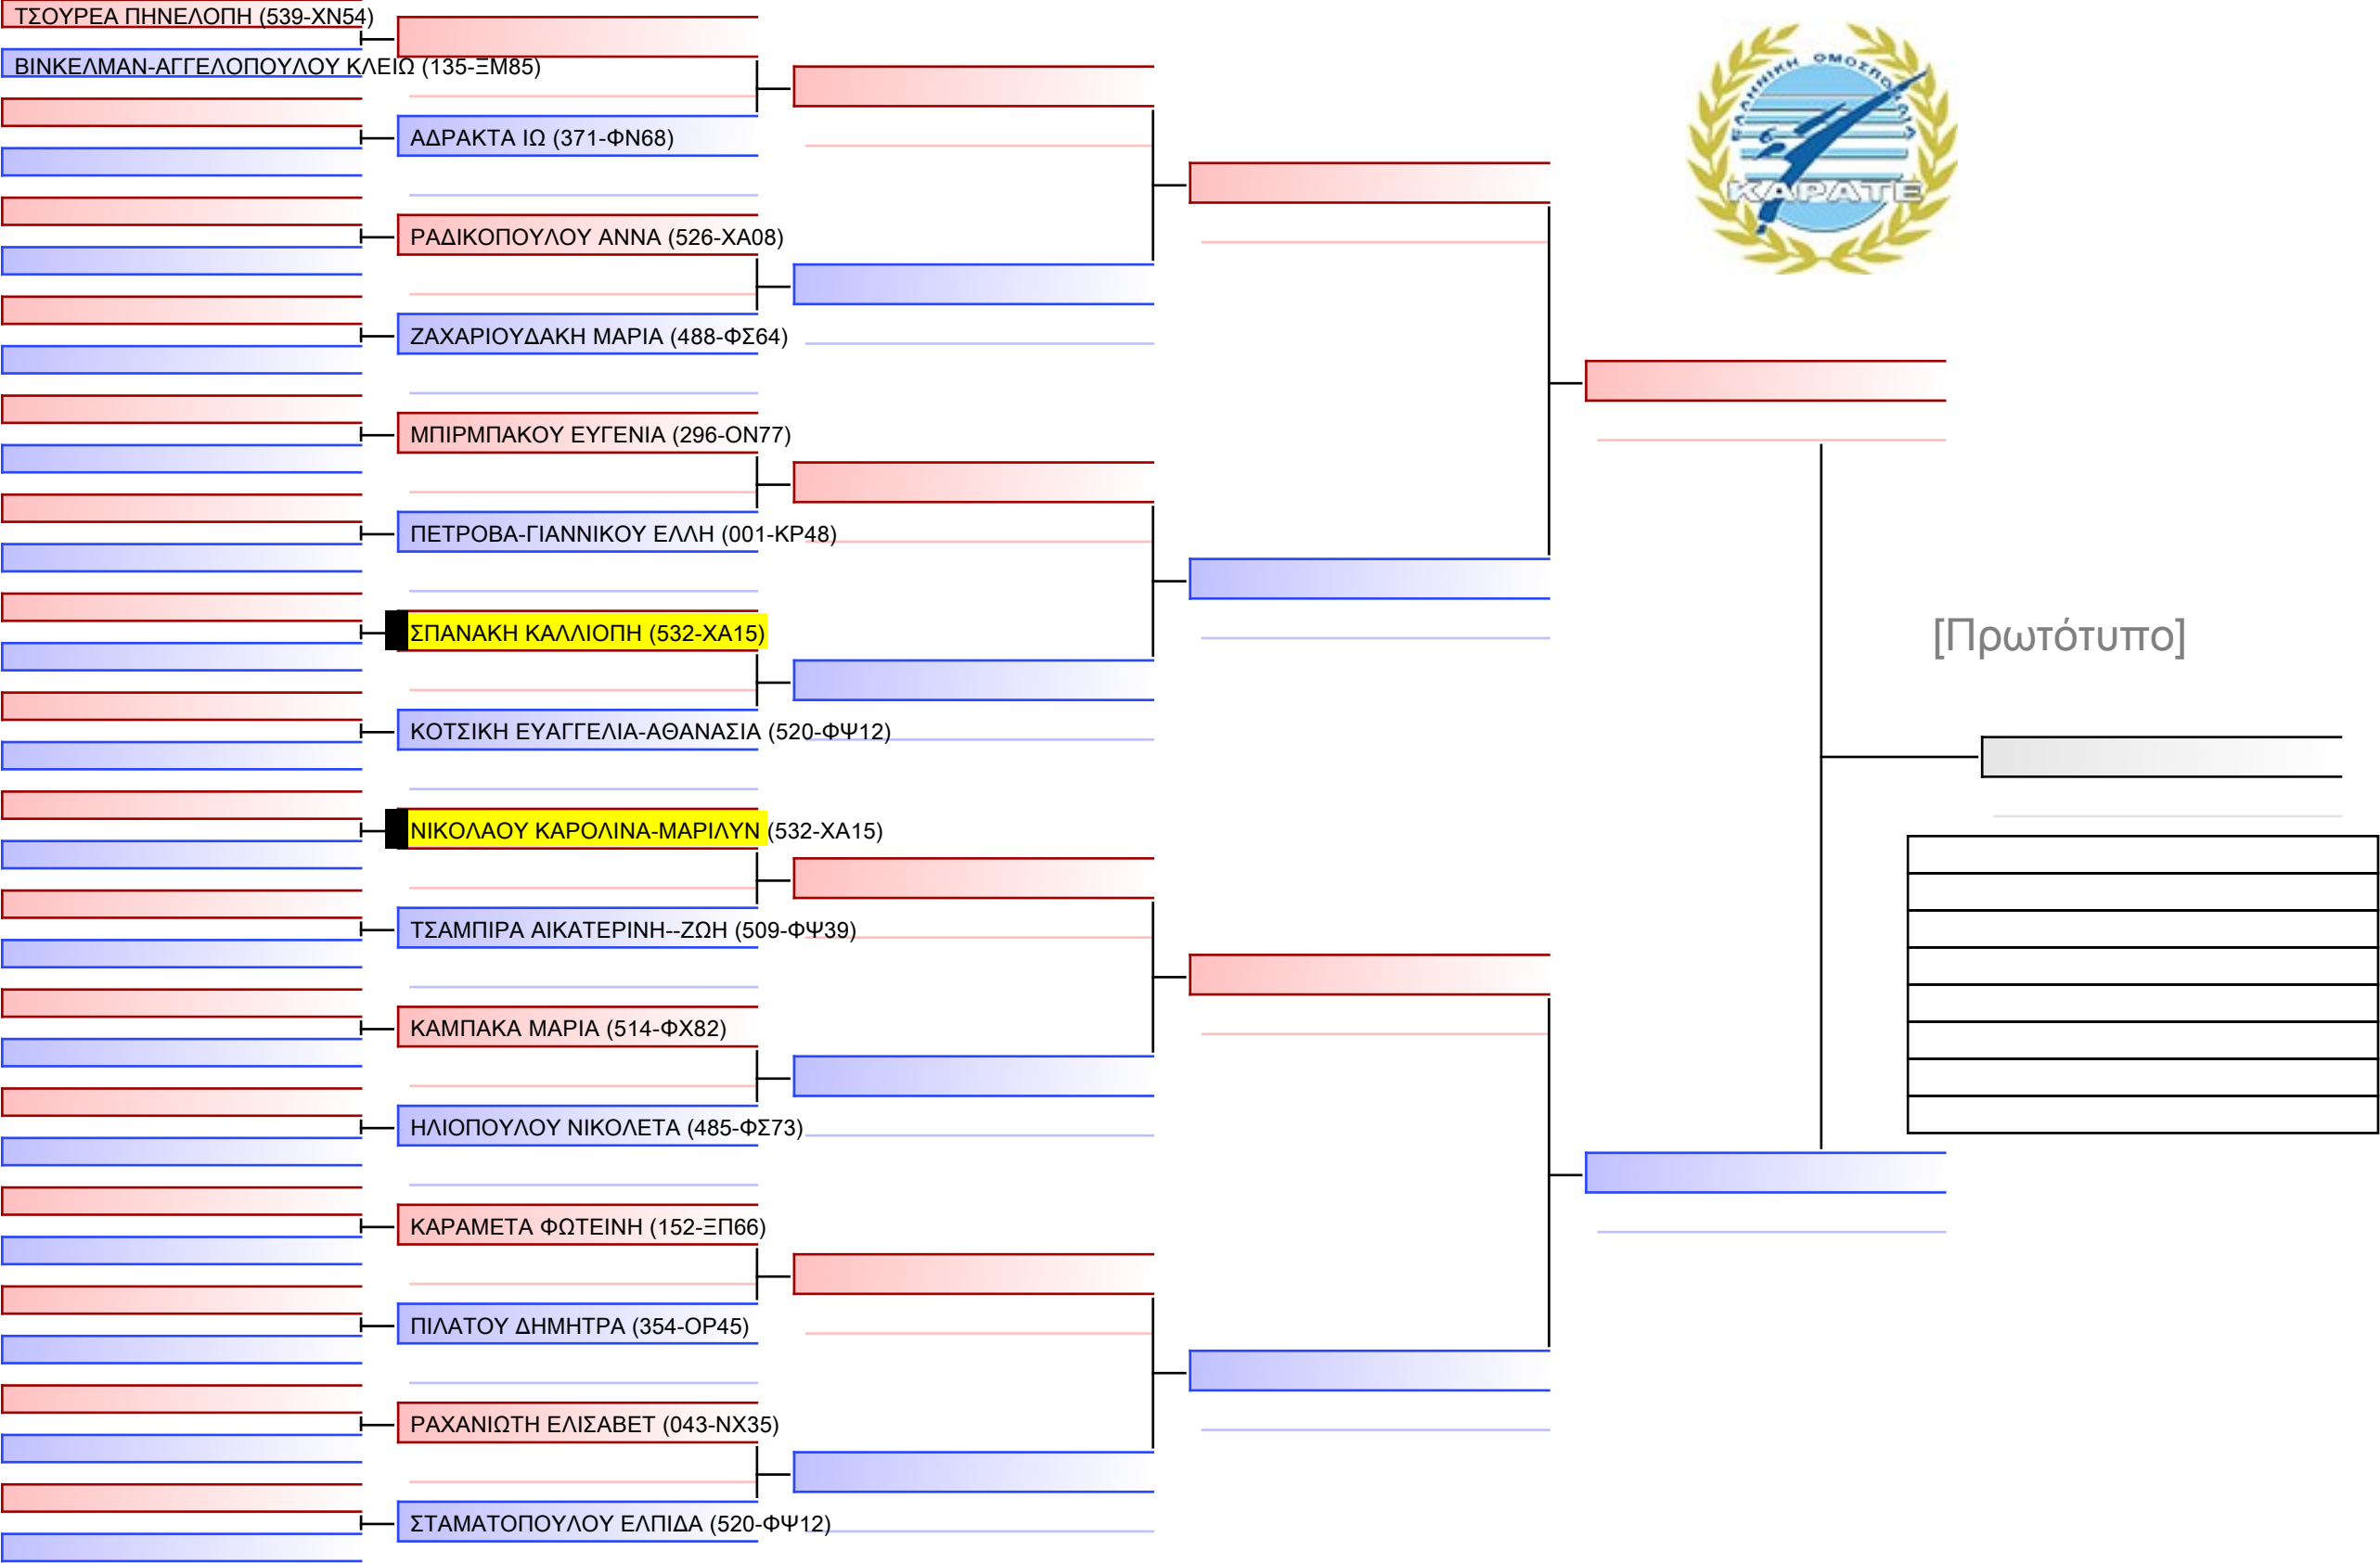 ΤΣΟΥΡΕΑ ΠΗΝΕΛΟΠΗ (539-ΧΝ54)
ΒΙΝΚΕΛΜΑΝ-ΑΓΓΕΛΟΠΟΥΛΟΥ ΚΛΕΙΩ (135-ΞΜ85)
ΑΔΡΑΚΤΑ ΙΩ (371-ΦΝ68)
ΡΑΔΙΚΟΠΟΥΛΟΥ ΑΝΝΑ (526-ΧΑ08)
ΖΑΧΑΡΙΟΥΔΑΚΗ ΜΑΡΙΑ (488-ΦΣ64)
ΜΠΙΡΜΠΑΚΟΥ ΕΥΓΕΝΙΑ (296-ΟΝ77)
ΠΕΤΡΟΒΑ-ΓΙΑΝΝΙΚΟΥ ΕΛΛΗ (001-ΚΡ48)
ΣΠΑΝΑΚΗ ΚΑΛΛΙΟΠΗ (532-ΧΑ15)
ΚΟΤΣΙΚΗ ΕΥΑΓΓΕΛΙΑ-ΑΘΑΝΑΣΙΑ (520-ΦΨ12)
ΝΙΚΟΛΑΟΥ ΚΑΡΟΛΙΝΑ-ΜΑΡΙΛΥΝ (532-ΧΑ15)
ΤΣΑΜΠΙΡΑ ΑΙΚΑΤΕΡΙΝΗ--ΖΩΗ (509-ΦΨ39)
ΚΑΜΠΑΚΑ ΜΑΡΙΑ (514-ΦΧ82)
ΗΛΙΟΠΟΥΛΟΥ ΝΙΚΟΛΕΤΑ (485-ΦΣ73)
ΚΑΡΑΜΕΤΑ ΦΩΤΕΙΝΗ (152-ΞΠ66)
ΠΙΛΑΤΟΥ ΔΗΜΗΤΡΑ (354-ΟΡ45)
ΡΑΧΑΝΙΩΤΗ ΕΛΙΣΑΒΕΤ (043-ΝΧ35)
ΣΤΑΜΑΤΟΠΟΥΛΟΥ ΕΛΠΙΔΑ (520-ΦΨ12)
ΕΛΛΗΝΙΚΗ ΟΜΟΣΠΟΝΔΙΑ
ΚΑΡΑΤΕ
[Πρωτότυπο]